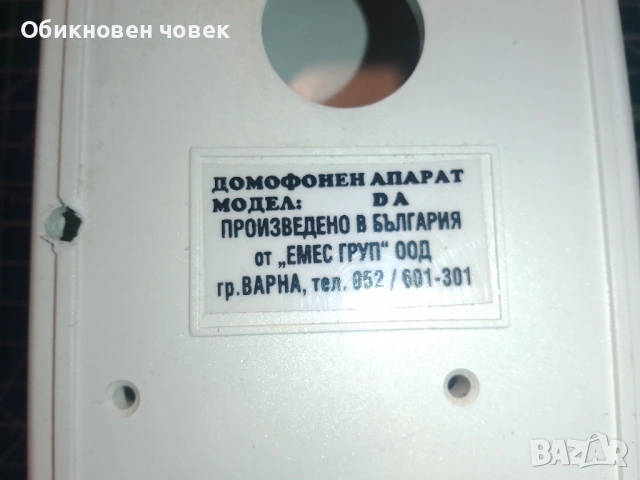 Обикновен човек
ДОМОФОНЕН АПАРАТ
МОДЕЛ: DA
ПРОИЗВЕДЕНО В БЪЛГАРИЯ
от „ЕМЕС ГРУП" ООД
гр.ВАРНА, тел. 052 / 601-301
BAZAR